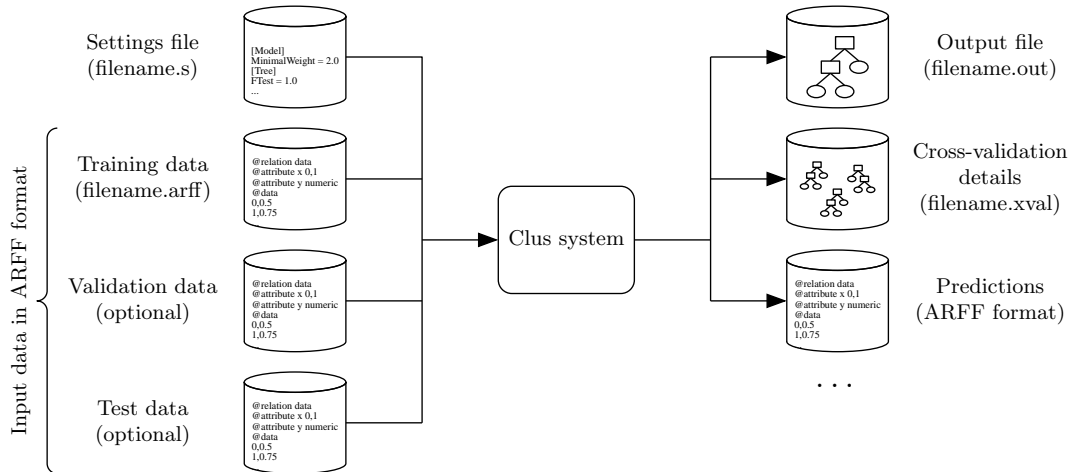 Settings file
(filename.s)
[Model]
MinimalWeight = 2.0
[Tree]
FTest = 1.0
...
Input data in ARFF format
Training data
(filename.arff)
@relation data
@attribute x 0,1
@attribute y numeric
@data
0,0.5
1,0.75
Validation data
(optional)
@relation data
@attribute x 0,1
@attribute y numeric
@data
0,0.5
1,0.75
Test data
(optional)
@relation data
@attribute x 0,1
@attribute y numeric
@data
0,0.5
1,0.75
Clus system
Output file
(filename.out)
Cross-validation
details
(filename.xval)
@relation data
@attribute x 0,1
@attribute y numeric
@data
0,0.5
1,0.75
Predictions
(ARFF format)
...